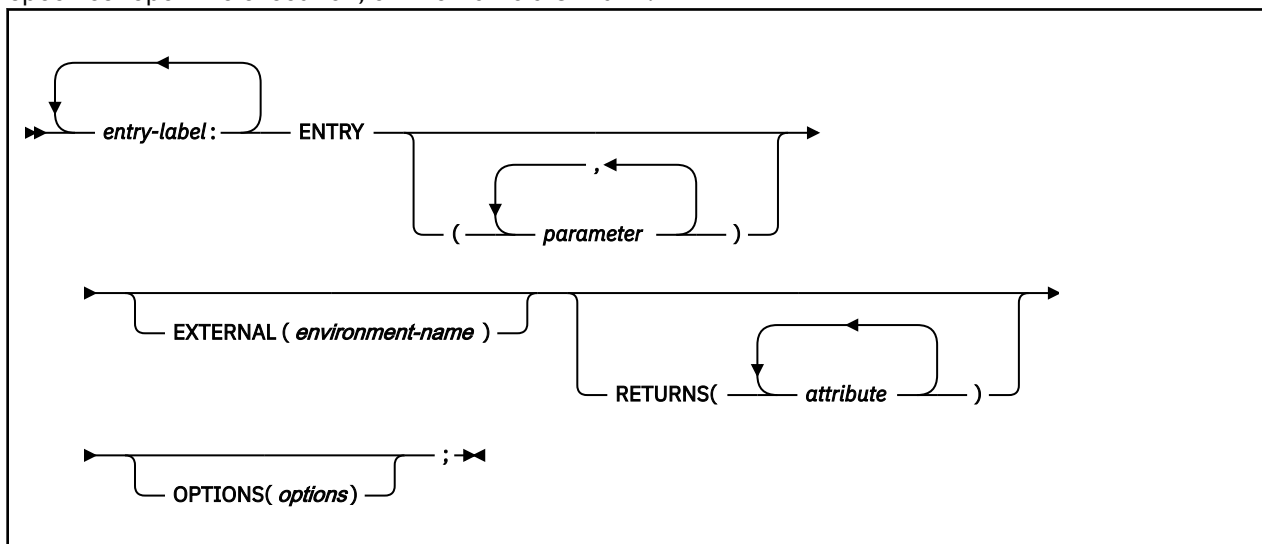 entry-label : ENTRY
,
( parameter )
EXTERNAL ( environment-name )
RETURNS( attribute )
;
OPTIONS( options )